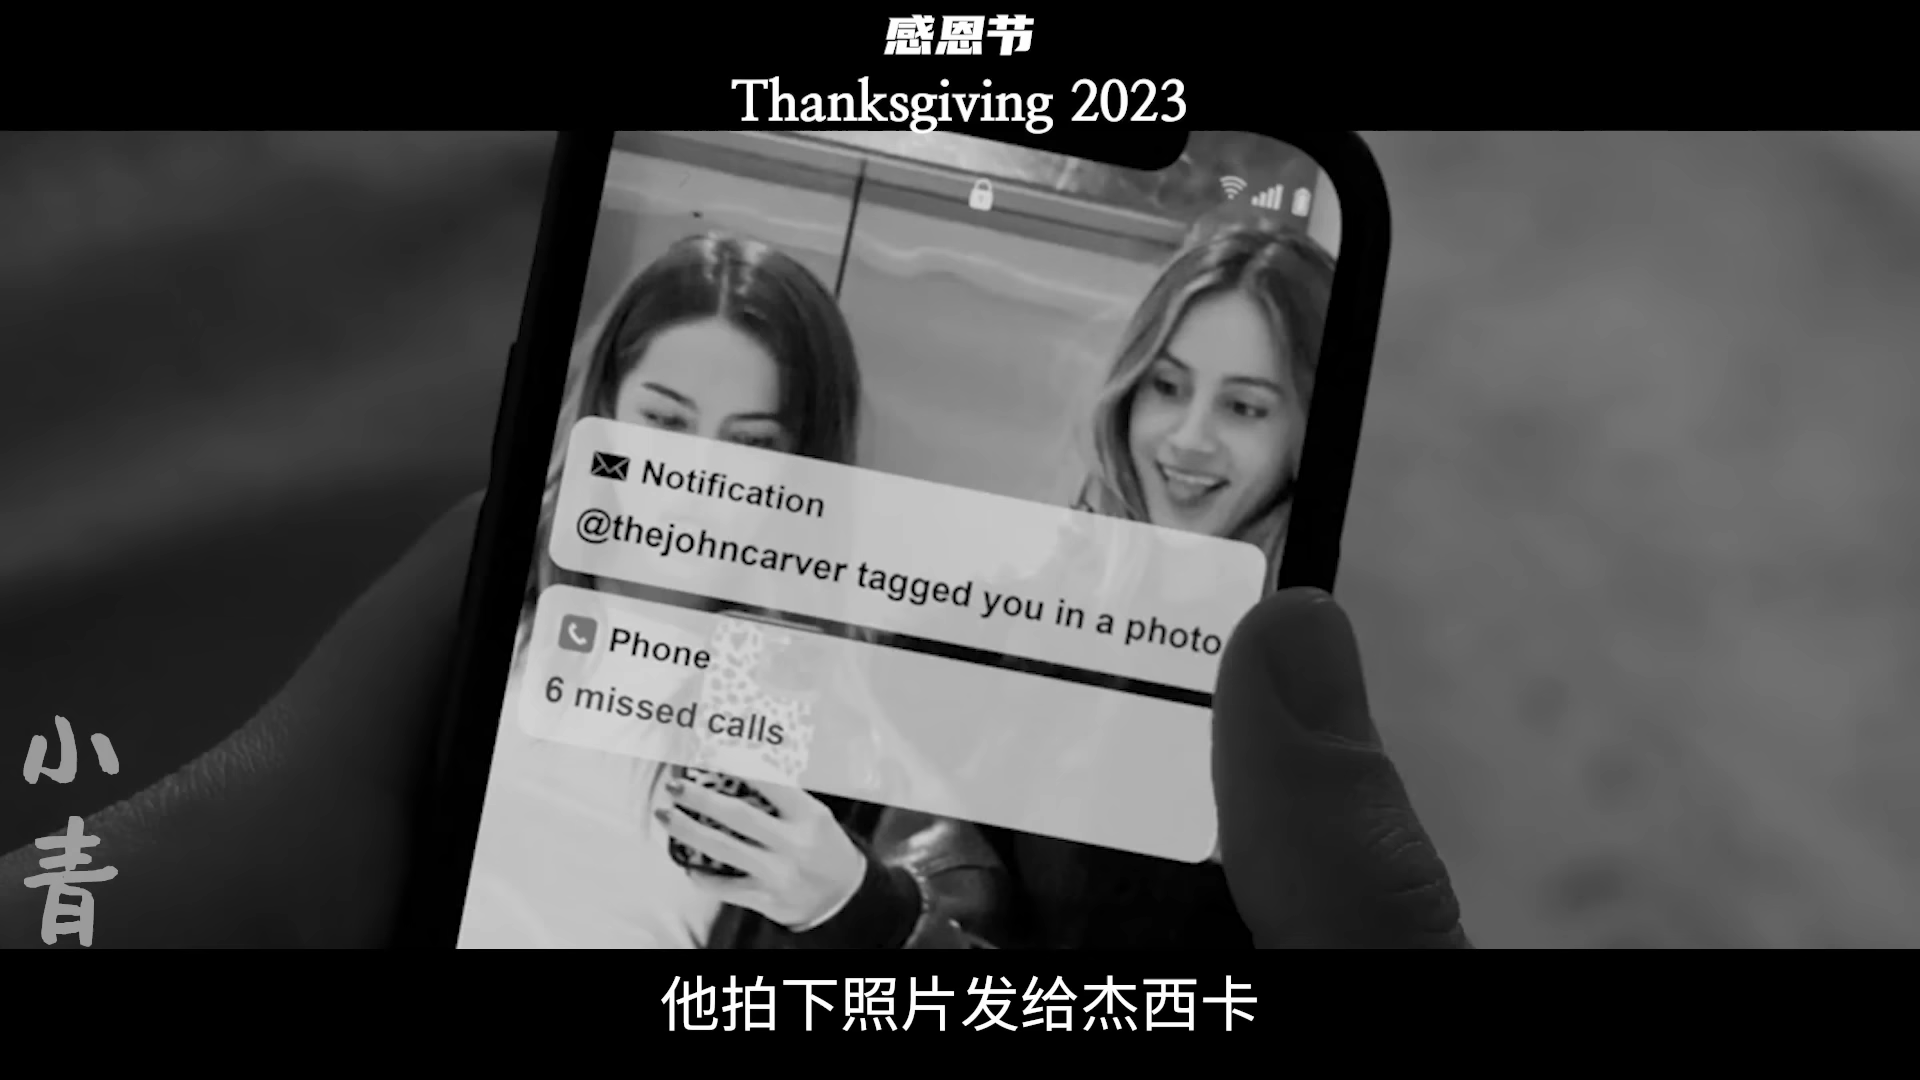 感恩节
Thanksgiving 2023
Notification
@thejohncarver tagged you in a photo
Phone
6 missed calls
小青
他拍下照片发给杰西卡